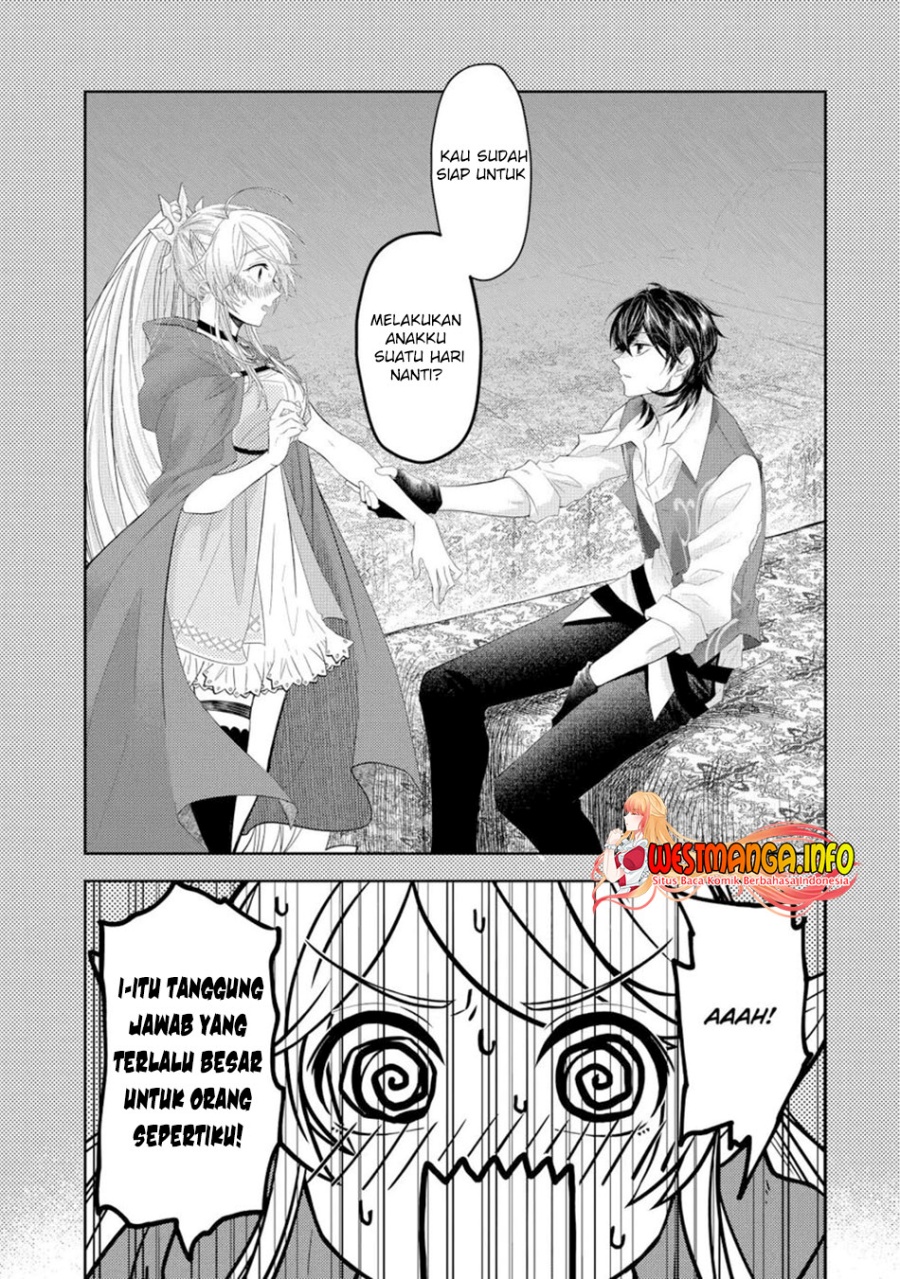 KAU SUDAH
SIAP UNTUK
MELAKUKAN
ANAKKU
SUATU HARI
NANTI?
WESTMANGA.INFO
Situs Baca Komik Berbahasa Indonesia
AAAH!
I-ITU TANGGUNG
JAWAB YANG
TERLALU BESAR
UNTUK ORANG
SEPERTIKU!